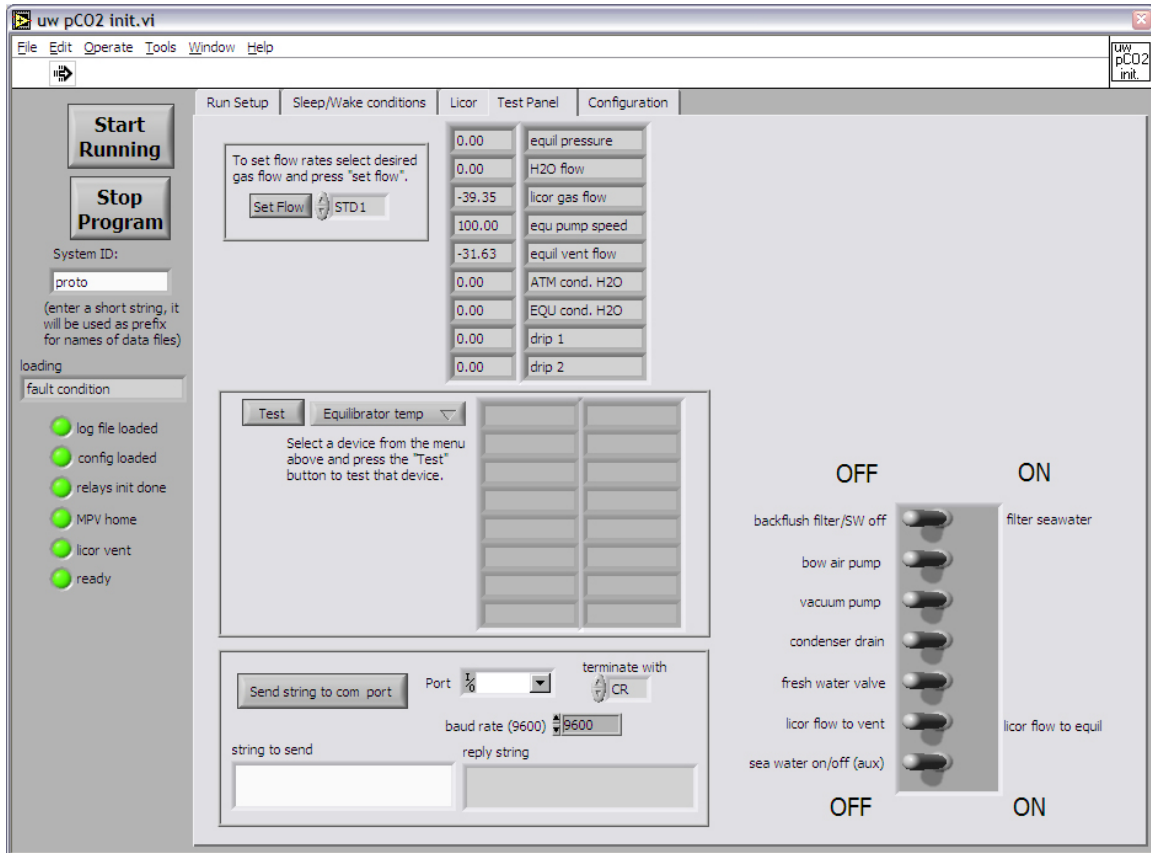 uw pCO2 init.vi
File Edit Operate Tools Window Help
uw
pCO2
init.
Run Setup Sleep/Wake conditions Licor Test Panel Configuration
Start
Running
Stop
Program
System ID:
proto
(enter a short string, it
will be used as prefix
for names of data files)
loading
fault condition
log file loaded
config loaded
relays init done
MPV home
licor vent
ready
To set flow rates select desired
gas flow and press "set flow".
Set Flow STD1
0.00 equil pressure
0.00 H2O flow
-39.35 licor gas flow
100.00 equ pump speed
-31.63 equil vent flow
0.00 ATM cond. H2O
0.00 EQU cond. H2O
0.00 drip 1
0.00 drip 2
Test Equilibrator temp
Select a device from the menu
above and press the "Test"
button to test that device.
Send string to com port
Port I/O
terminate with
CR
baud rate (9600) 9600
string to send reply string
OFF ON
backflush filter/SW off filter seawater
bow air pump
vacuum pump
condenser drain
fresh water valve
licor flow to vent licor flow to equil
sea water on/off (aux)
OFF ON